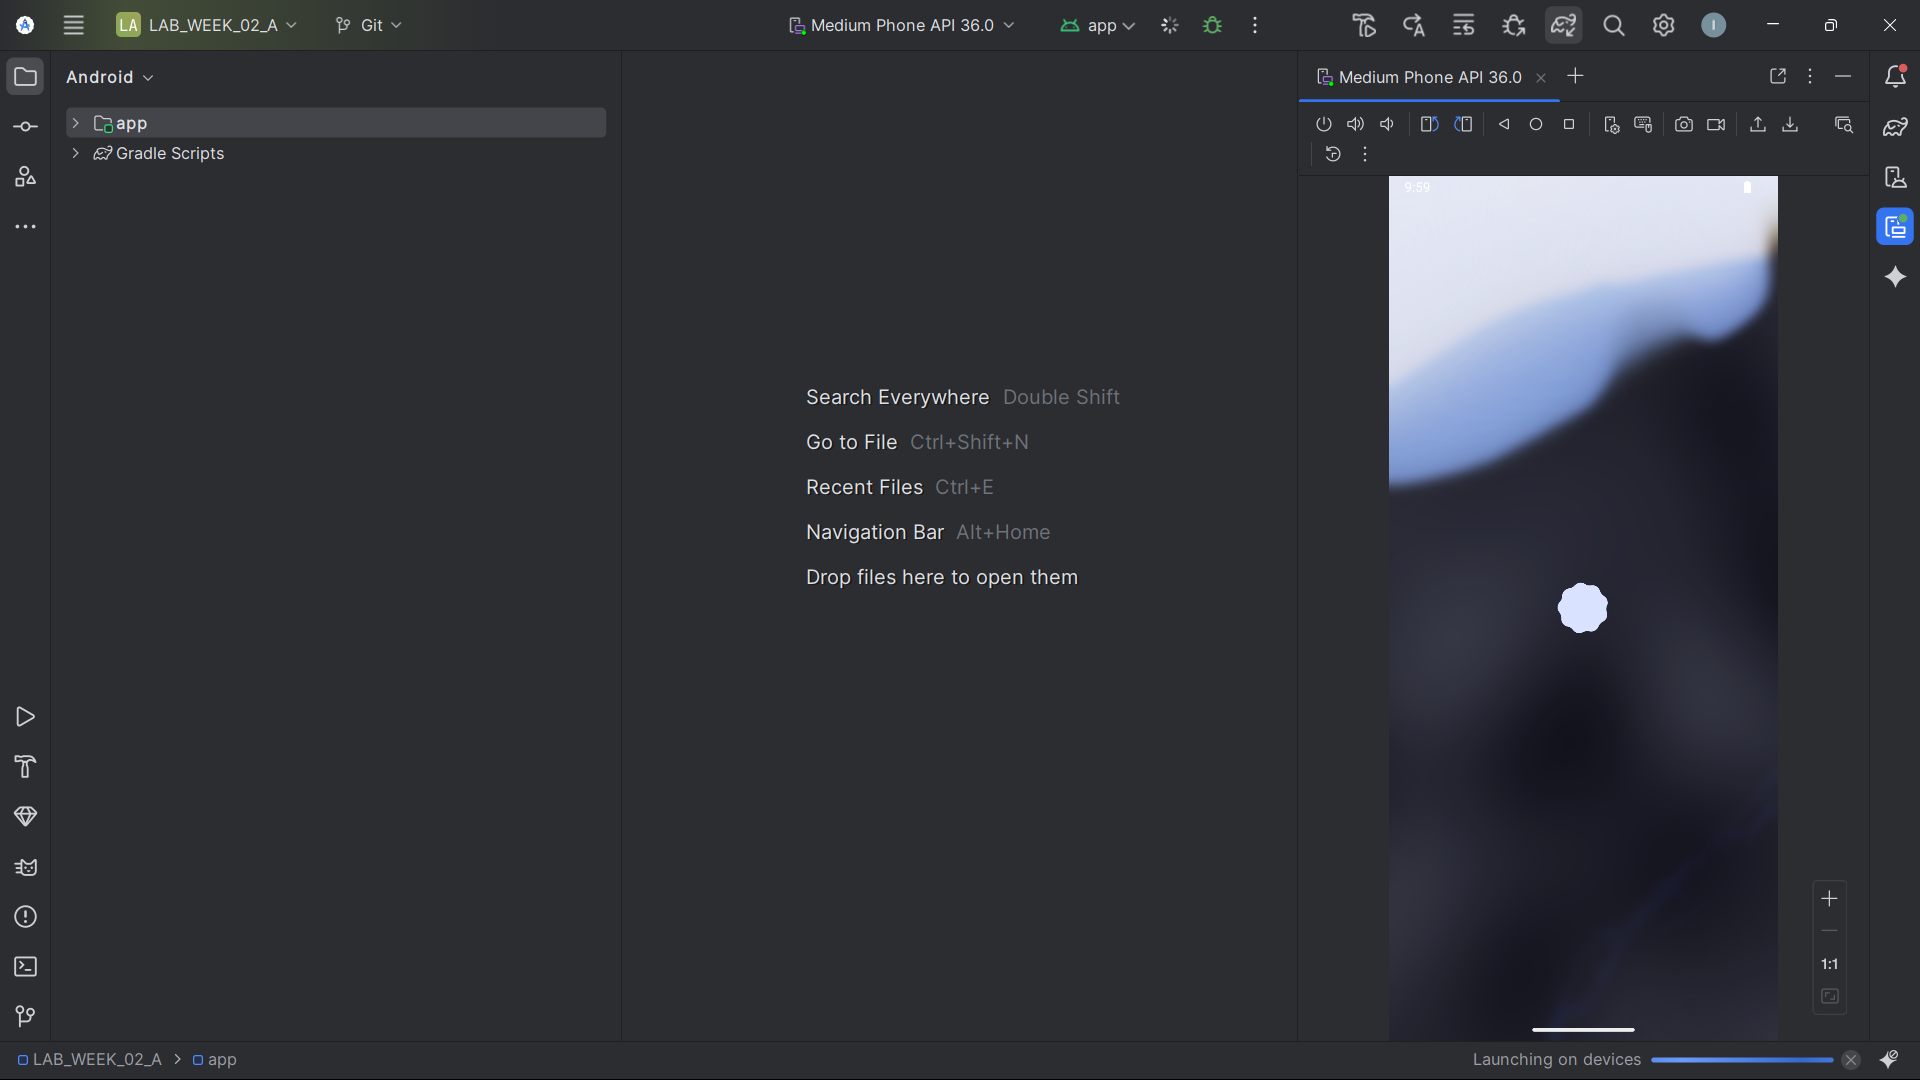 LA LAB_WEEK_02_A Git Medium Phone API 36.0 app I
Android
app
Gradle Scripts
Search Everywhere Double Shift
Go to File Ctrl+Shift+N
Recent Files Ctrl+E
Navigation Bar Alt+Home
Drop files here to open them
Medium Phone API 36.0
9:59
1:1
LAB_WEEK_02_A > app
Launching on devices